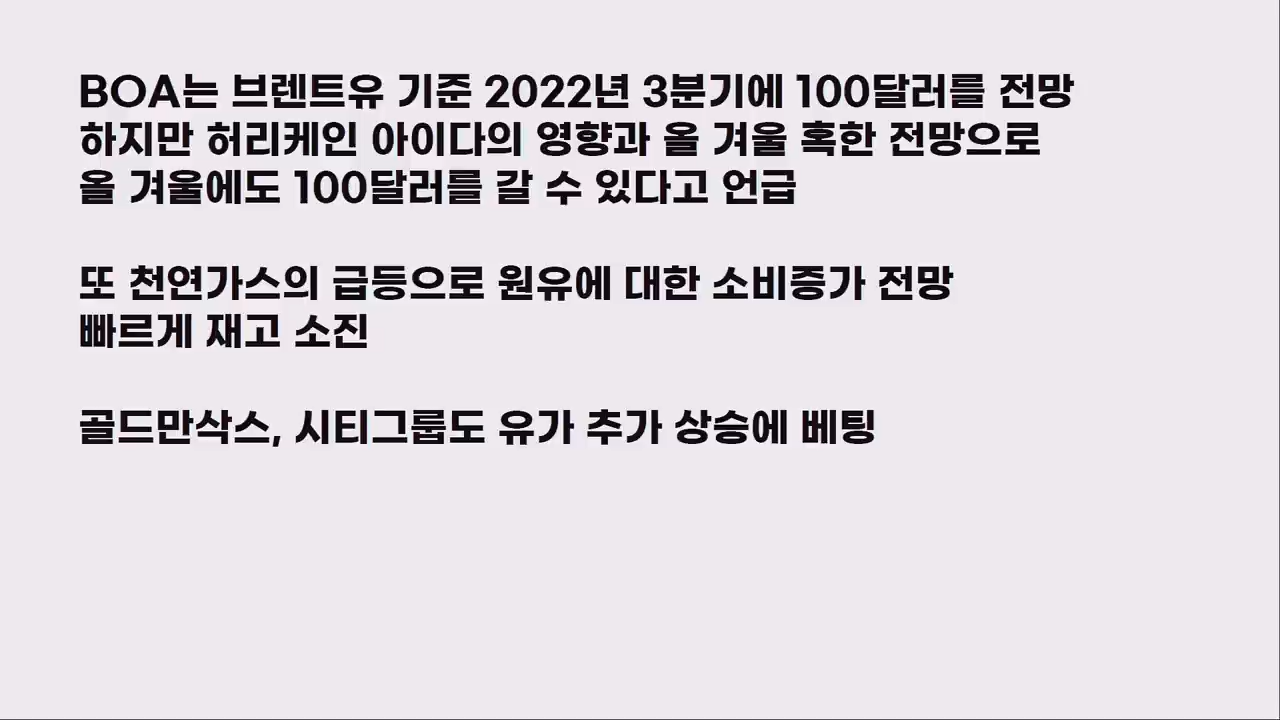 BOA는 브렌트유 기준 2022년 3분기에 100달러를 전망
하지만 허리케인 아이다의 영향과 올 겨울 혹한 전망으로
올 겨울에도 100달러를 갈 수 있다고 언급
또 천연가스의 급등으로 원유에 대한 소비증가 전망
빠르게 재고 소진
골드만삭스, 시티그룹도 유가 추가 상승에 베팅